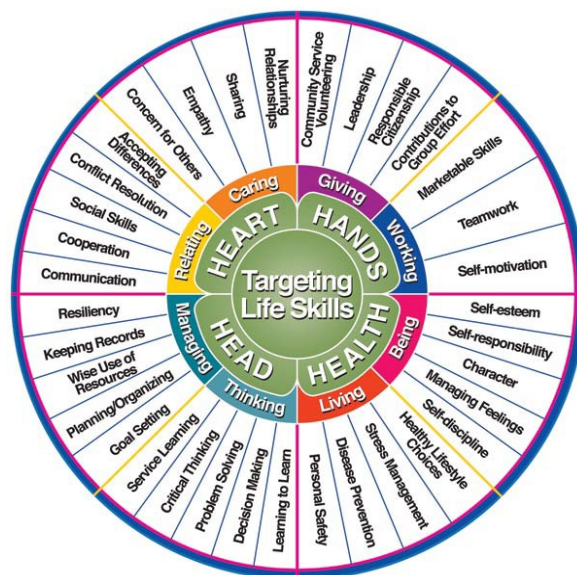 Targeting
Life Skills
HEART
HANDS
HEALTH
HEAD
Caring
Giving
Working
Being
Living
Thinking
Managing
Relating
Nurturing
Relationships
Sharing
Empathy
Concern for Others
Accepting
Differences
Conflict Resolution
Social Skills
Cooperation
Communication
Community Service
Volunteering
Leadership
Responsible
Citizenship
Contributions to
Group Effort
Marketable Skills
Teamwork
Self-motivation
Self-esteem
Self-responsibility
Character
Managing Feelings
Self-discipline
Healthy Lifestyle
Choices
Stress Management
Disease Prevention
Personal Safety
Learning to Learn
Decision Making
Problem Solving
Critical Thinking
Service Learning
Goal Setting
Planning/Organizing
Wise Use of
Resources
Keeping Records
Resiliency